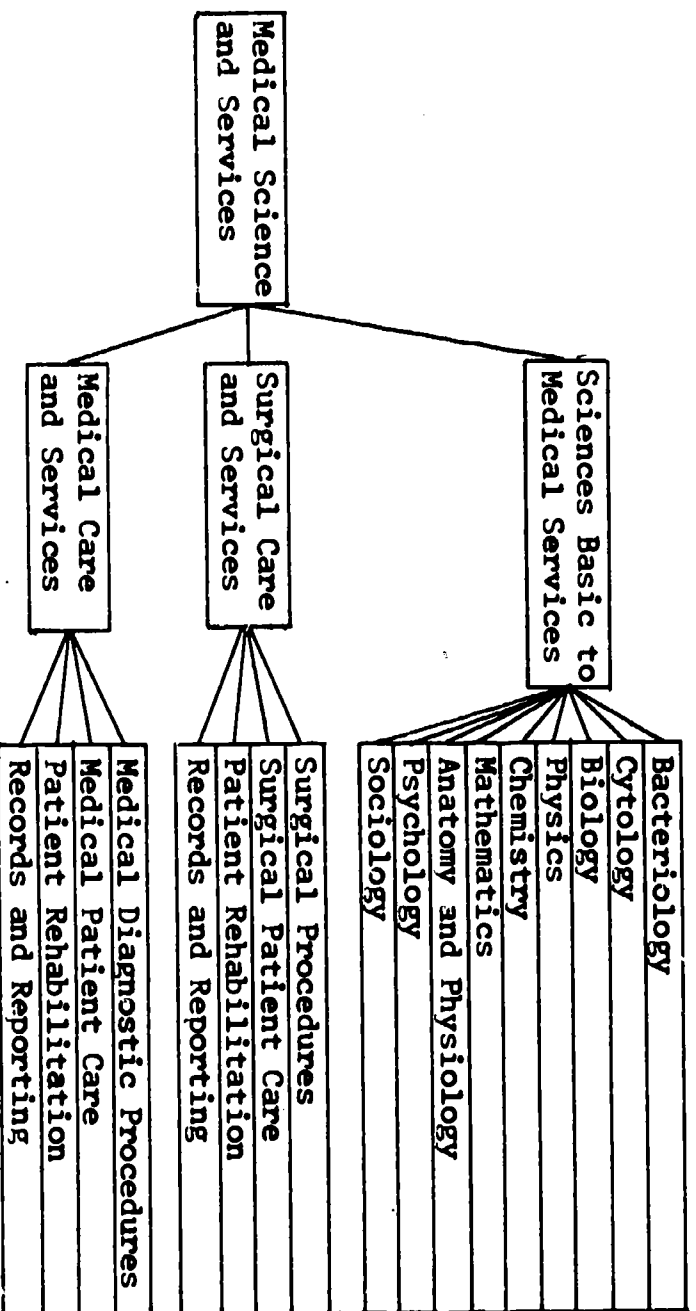 Medical Science
and Services
Sciences Basic to
Medical Services
Bacteriology
Cytology
Biology
Physics
Chemistry
Mathematics
Anatomy and Physiology
Psychology
Sociology
Surgical Care
and Services
Surgical Procedures
Surgical Patient Care
Patient Rehabilitation
Records and Reporting
Medical Care
and Services
Medical Diagnostic Procedures
Medical Patient Care
Patient Rehabilitation
Records and Reporting